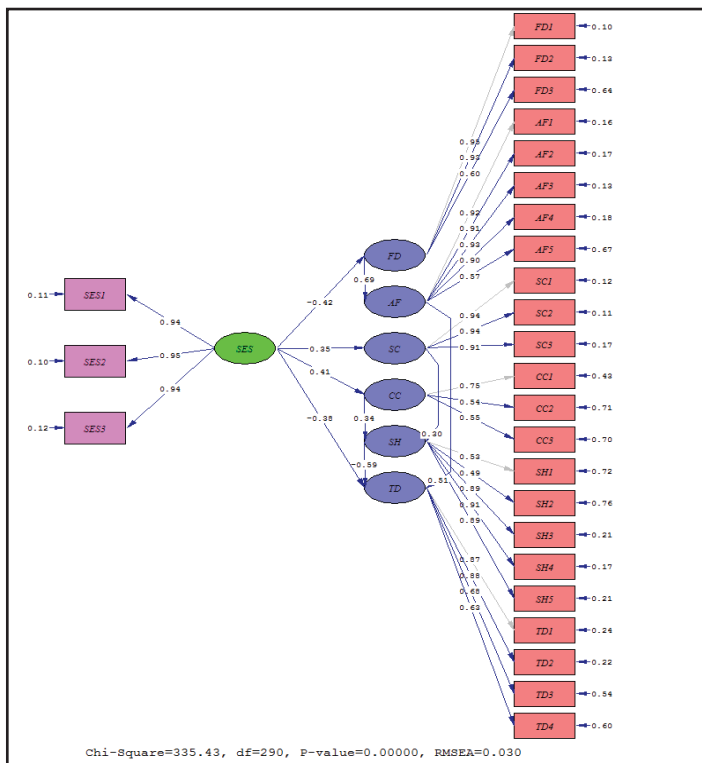 FD1
0.10
FD2
0.13
FD3
0.64
AF1
0.16
AF2
0.17
AF3
0.13
AF4
0.18
AF5
0.67
SC1
0.12
SC2
0.11
SC3
0.17
CC1
0.43
CC2
0.71
CC3
0.70
SH1
0.72
SH2
0.76
SH3
0.21
SH4
0.17
SH5
0.21
TD1
0.24
TD2
0.22
TD3
0.54
TD4
0.60
0.95
0.93
0.60
0.92
0.91
0.93
0.90
0.57
0.94
0.94
0.91
0.75
0.54
0.55
0.53
0.49
0.89
0.91
0.89
0.87
0.88
0.68
0.63
FD
0.69
AF
SC
CC
0.34
SH
-0.59
TD
0.30
0.51
-0.42
0.35
0.41
-0.38
SES
0.94
0.95
0.94
0.11
SES1
0.10
SES2
0.12
SES3
Chi-Square=335.43, df=290, P-value=0.00000, RMSEA=0.030